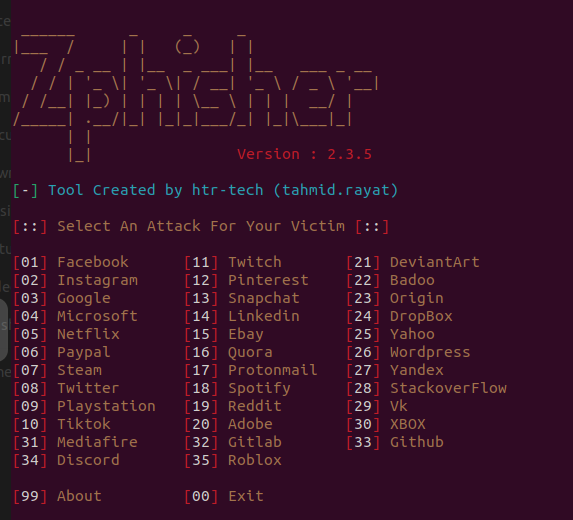 Zphisher
Version : 2.3.5
[-] Tool Created by htr-tech (tahmid.rayat)
[::] Select An Attack For Your Victim [::]
[01] Facebook [11] Twitch [21] DeviantArt
[02] Instagram [12] Pinterest [22] Badoo
[03] Google [13] Snapchat [23] Origin
[04] Microsoft [14] Linkedin [24] DropBox
[05] Netflix [15] Ebay [25] Yahoo
[06] Paypal [16] Quora [26] Wordpress
[07] Steam [17] Protonmail [27] Yandex
[08] Twitter [18] Spotify [28] StackoverFlow
[09] Playstation [19] Reddit [29] Vk
[10] Tiktok [20] Adobe [30] XBOX
[31] Mediafire [32] Gitlab [33] Github
[34] Discord [35] Roblox
[99] About [00] Exit